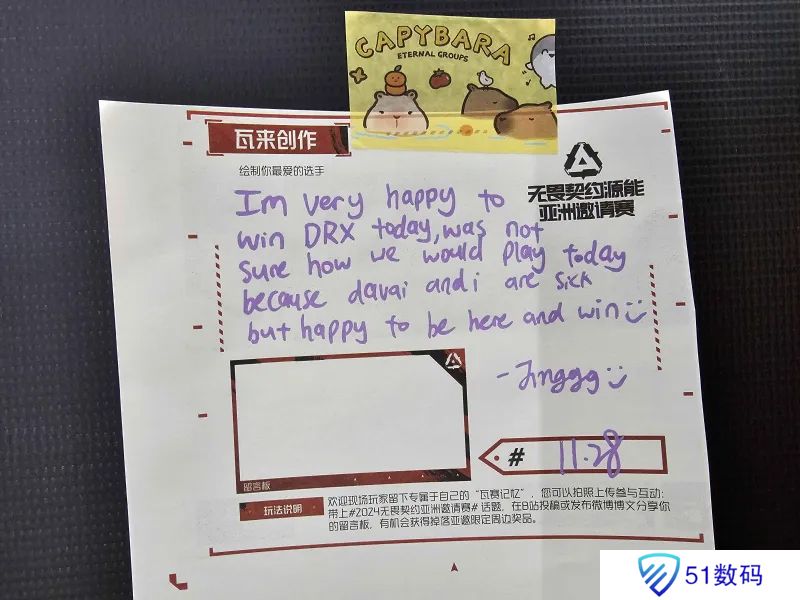 CAPYBARA
ETERNAL GROUPS
瓦来创作
绘制你最爱的选手
无畏契约源能
亚洲邀请赛
Im very happy to
win DRX today, was not
sure how we would play today
because davai and i are sick
but happy to be here and win
- Jinggg
# 11.28
留言板
玩法说明
欢迎现场玩家留下专属于自己的“瓦赛记忆”，您可以拍照上传参与互动：
带上#2024无畏契约亚洲邀请赛# 话题，在B站投稿或发布微博博文分享你
的留言板，有机会获得掉落亚邀限定周边奖品。
51数码